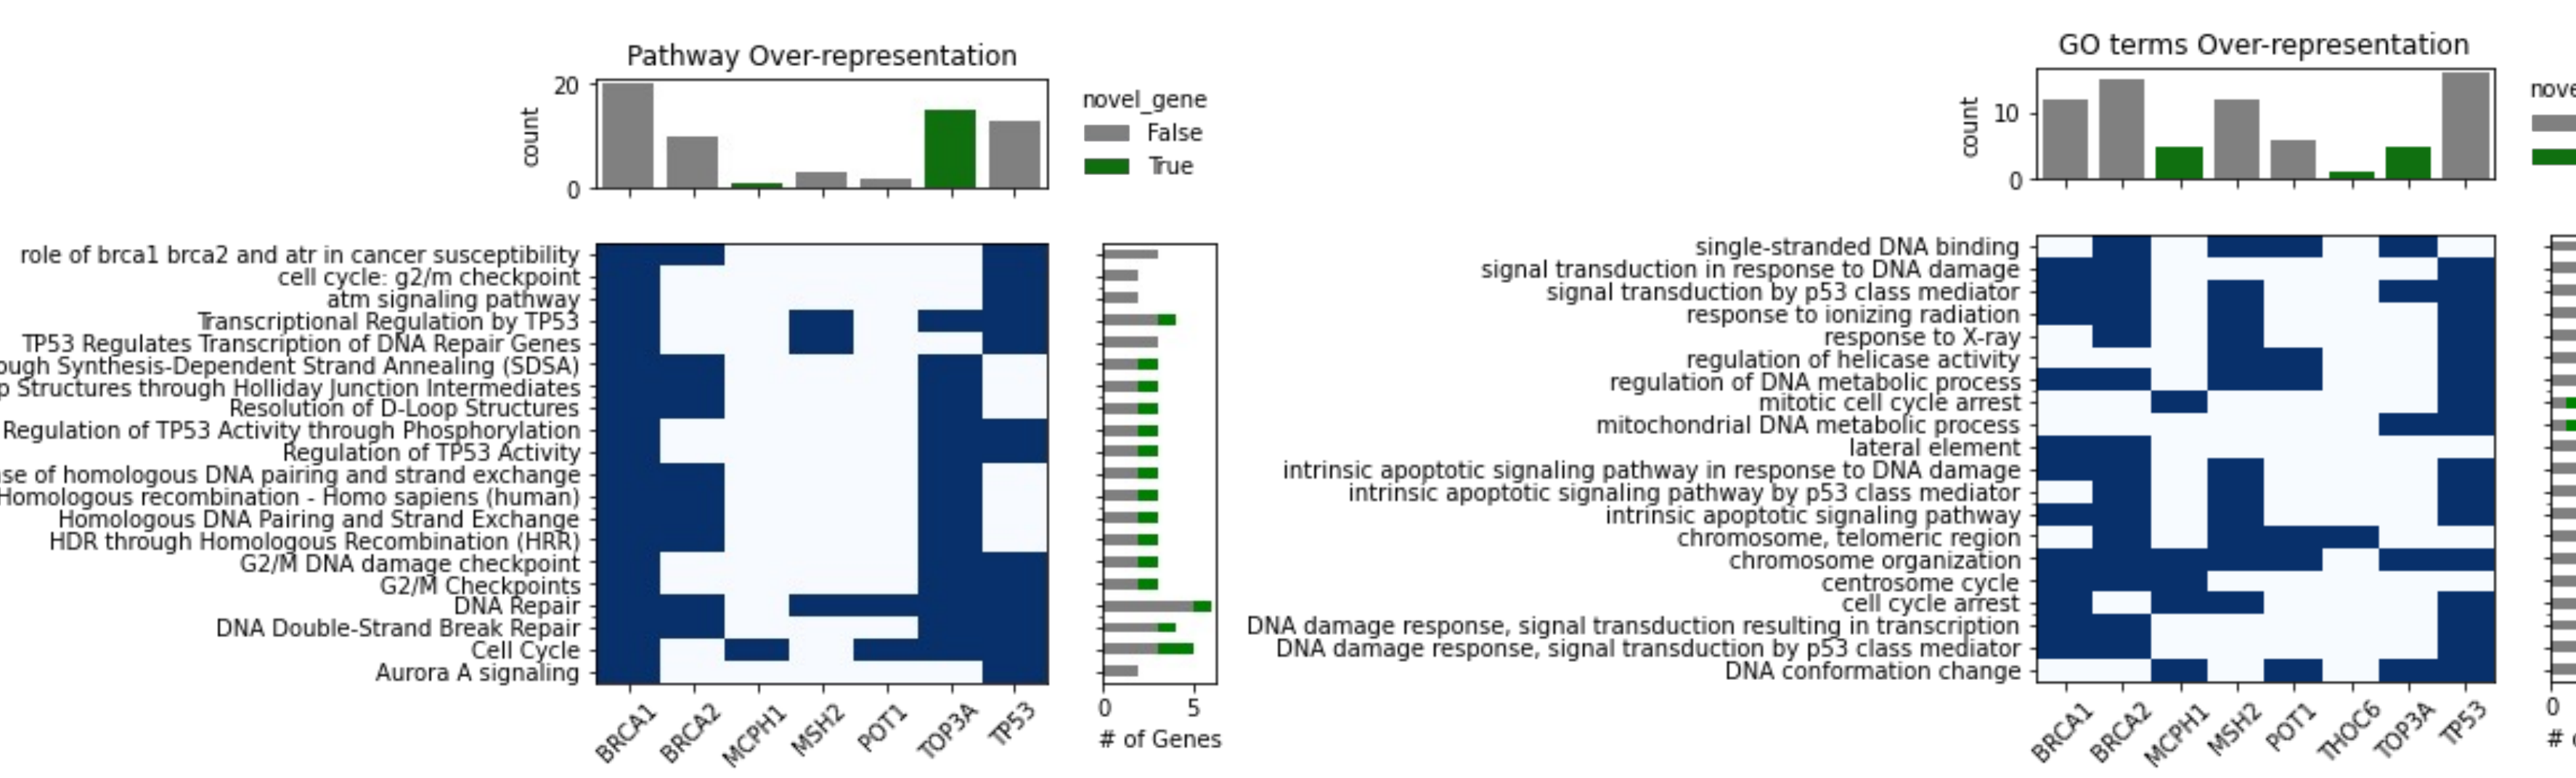 Pathway Over-representation
20
0
count
novel_gene
False
True
role of brca1 brca2 and atr in cancer susceptibility
cell cycle: g2/m checkpoint
atm signaling pathway
Transcriptional Regulation by TP53
TP53 Regulates Transcription of DNA Repair Genes
Synthesis-Dependent Strand Annealing (SDSA)
Structures through Holliday Junction Intermediates
Resolution of D-Loop Structures
Regulation of TP53 Activity through Phosphorylation
Regulation of TP53 Activity
of homologous DNA pairing and strand exchange
Homologous recombination - Homo sapiens (human)
Homologous DNA Pairing and Strand Exchange
HDR through Homologous Recombination (HRR)
G2/M DNA damage checkpoint
G2/M Checkpoints
DNA Repair
DNA Double-Strand Break Repair
Cell Cycle
Aurora A signaling
BRCA1
BRCA2
MCPH1
MSH2
POT1
TOP3A
TP53
0 5
# of Genes
GO terms Over-representation
10
0
count
single-stranded DNA binding
signal transduction in response to DNA damage
signal transduction by p53 class mediator
response to ionizing radiation
response to X-ray
regulation of helicase activity
regulation of DNA metabolic process
mitotic cell cycle arrest
mitochondrial DNA metabolic process
lateral element
intrinsic apoptotic signaling pathway in response to DNA damage
intrinsic apoptotic signaling pathway by p53 class mediator
intrinsic apoptotic signaling pathway
chromosome, telomeric region
chromosome organization
centrosome cycle
cell cycle arrest
DNA damage response, signal transduction resulting in transcription
DNA damage response, signal transduction by p53 class mediator
DNA conformation change
BRCA1
BRCA2
MCPH1
MSH2
POT1
THOC6
TOP3A
TP53
0
#